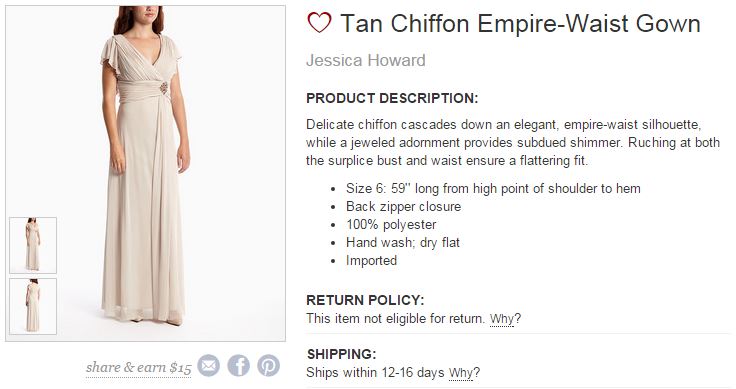 Tan Chiffon Empire-Waist Gown
Jessica Howard
PRODUCT DESCRIPTION:
Delicate chiffon cascades down an elegant, empire-waist silhouette,
while a jeweled adornment provides subdued shimmer. Ruching at both
the surplice bust and waist ensure a flattering fit.
• Size 6: 59" long from high point of shoulder to hem
• Back zipper closure
• 100% polyester
• Hand wash; dry flat
• Imported
RETURN POLICY:
This item not eligible for return. Why?
SHIPPING:
Ships within 12-16 days Why?
share & earn $15